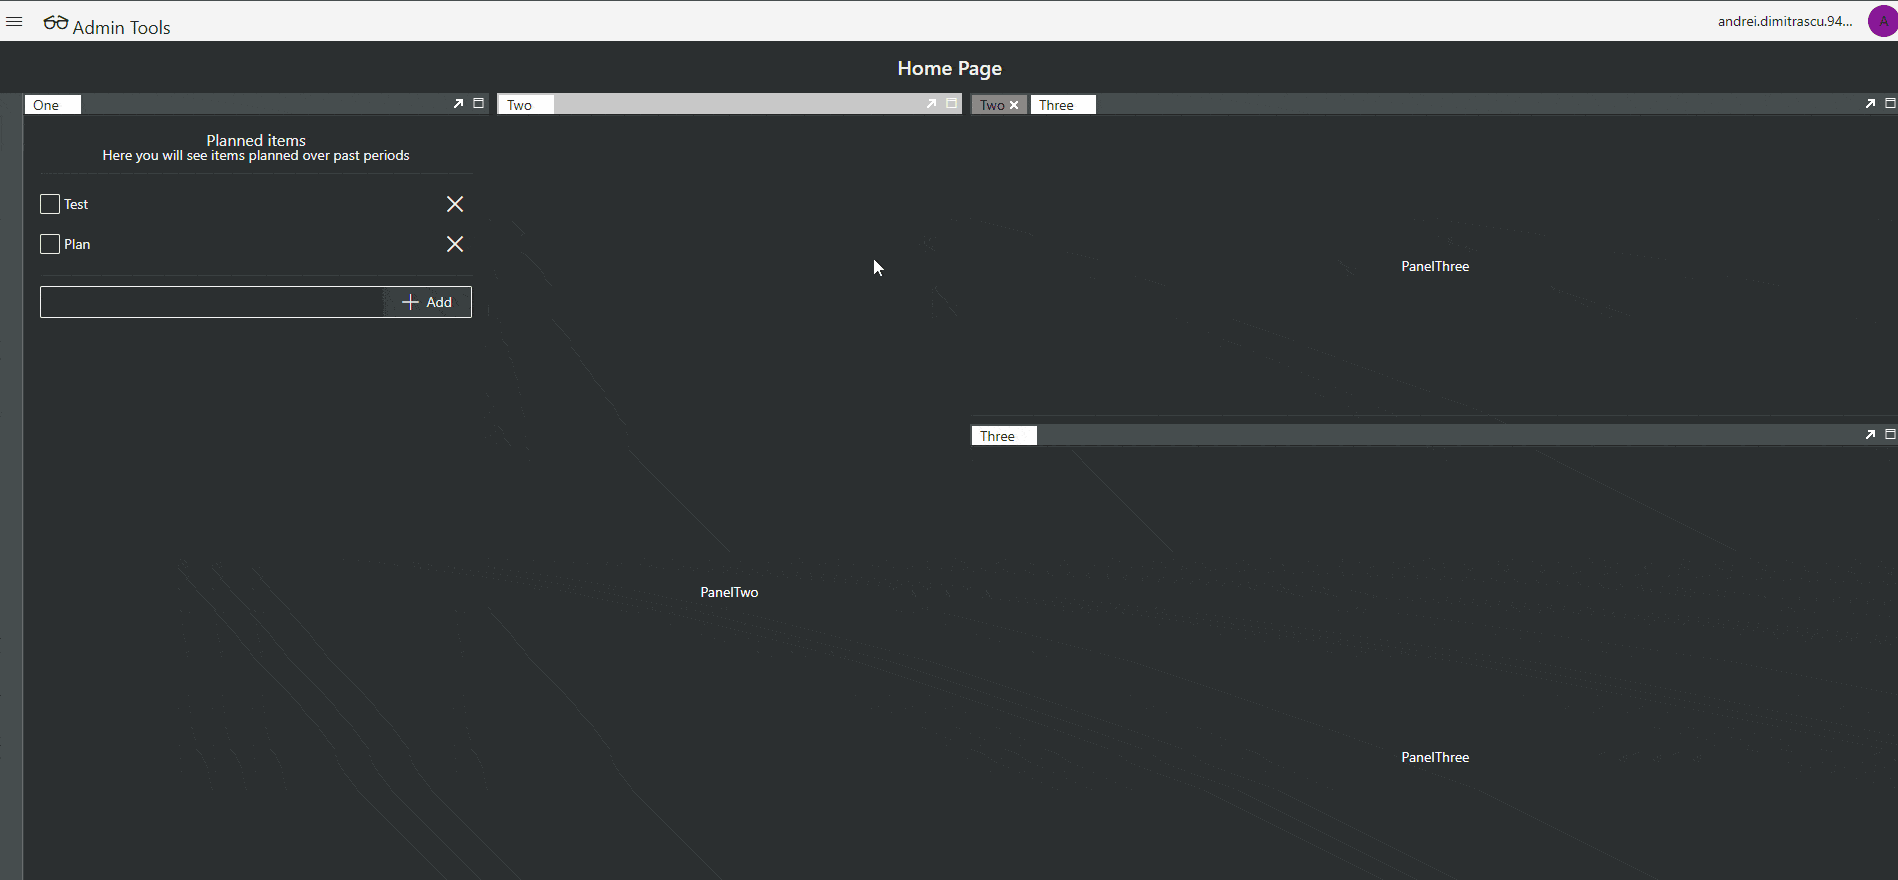 Admin Tools
andrei.dimitrascu.94...
A
Home Page
One
Two
Two
Three
Planned items
Here you will see items planned over past periods
Test
Plan
Add
PanelThree
Three
PanelTwo
PanelThree